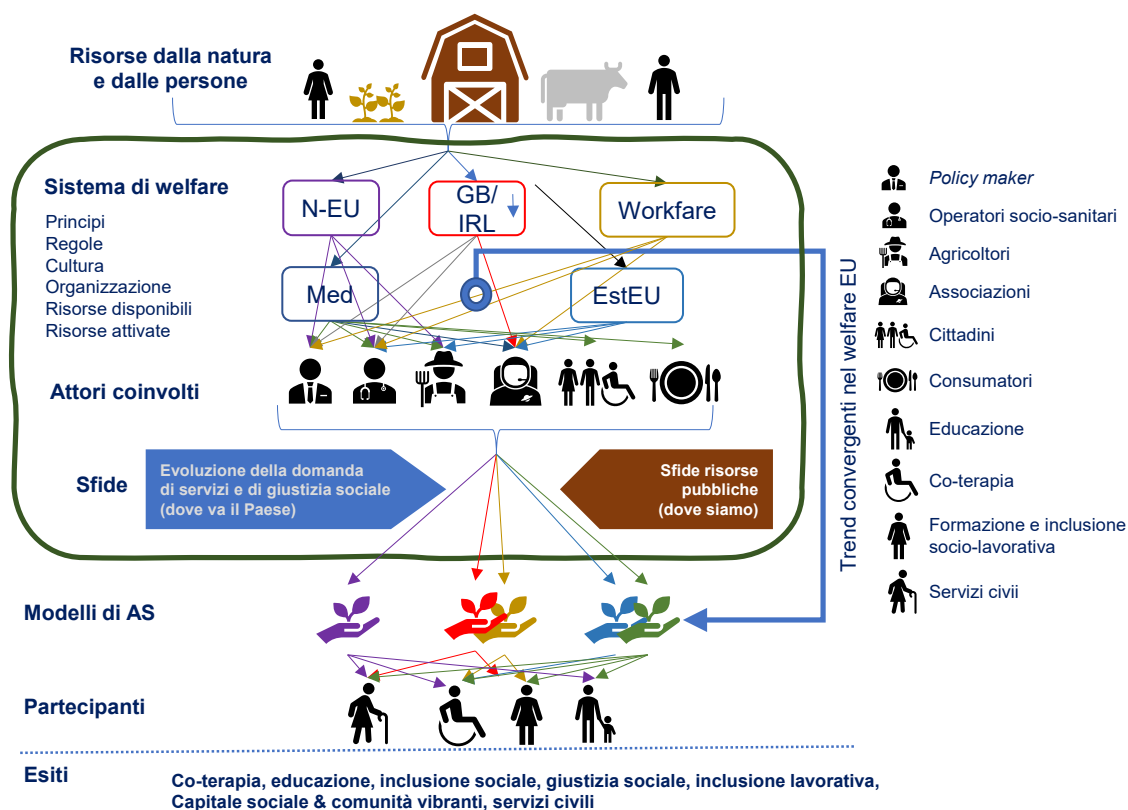 Risorse dalla natura
e dalle persone
Sistema di welfare
Principi
Regole
Cultura
Organizzazione
Risorse disponibili
Risorse attivate
N-EU
GB/
IRL
Workfare
Med
EstEU
Attori coinvolti
Sfide
Evoluzione della domanda
di servizi e di giustizia sociale
(dove va il Paese)
Sfide risorse
pubbliche
(dove siamo)
Trend convergenti nel welfare EU
Policy maker
Operatori socio-sanitari
Agricoltori
Associazioni
Cittadini
Consumatori
Educazione
Co-terapia
Formazione e inclusione
socio-lavorativa
Servizi civii
Modelli di AS
Partecipanti
Esiti
Co-terapia, educazione, inclusione sociale, giustizia sociale, inclusione lavorativa,
Capitale sociale & comunità vibranti, servizi civili